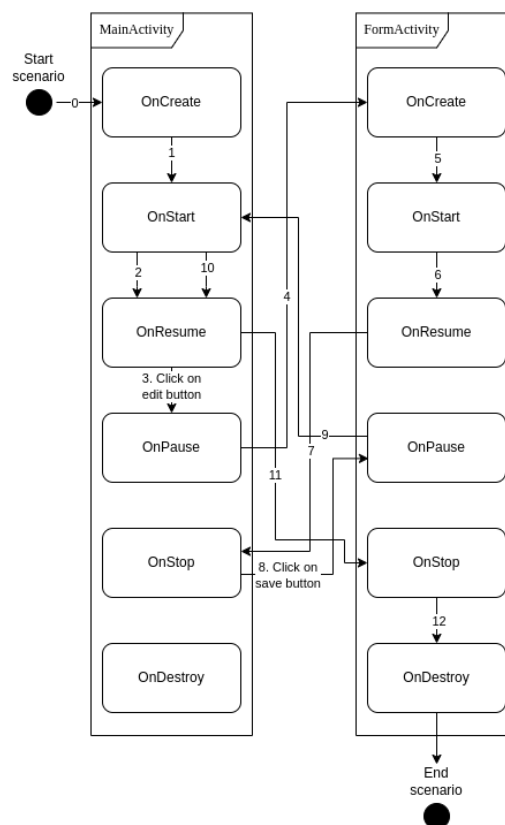 MainActivity
FormActivity
Start
scenario
0
OnCreate
OnCreate
1
5
OnStart
OnStart
2
10
6
4
OnResume
OnResume
3. Click on
edit button
OnPause
OnPause
9
7
11
OnStop
OnStop
8. Click on
save button
12
OnDestroy
OnDestroy
End
scenario